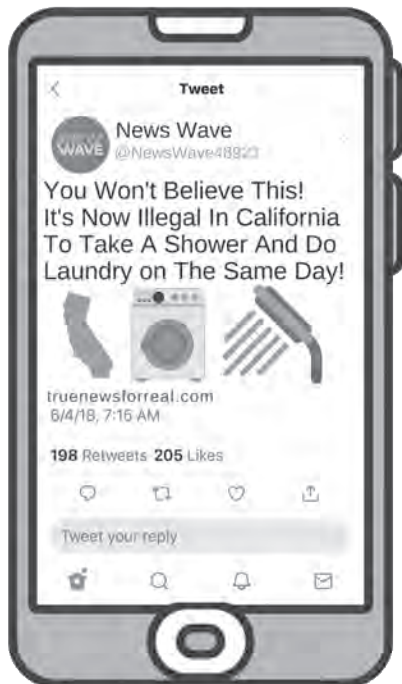 Tweet
WAVE
News Wave
@NewsWave48923
You Won't Believe This!
It's Now Illegal In California
To Take A Shower And Do
Laundry on The Same Day!
truenewsforreal.com
6/4/18, 7:16 AM
198 Retweets 205 Likes
Tweet your reply